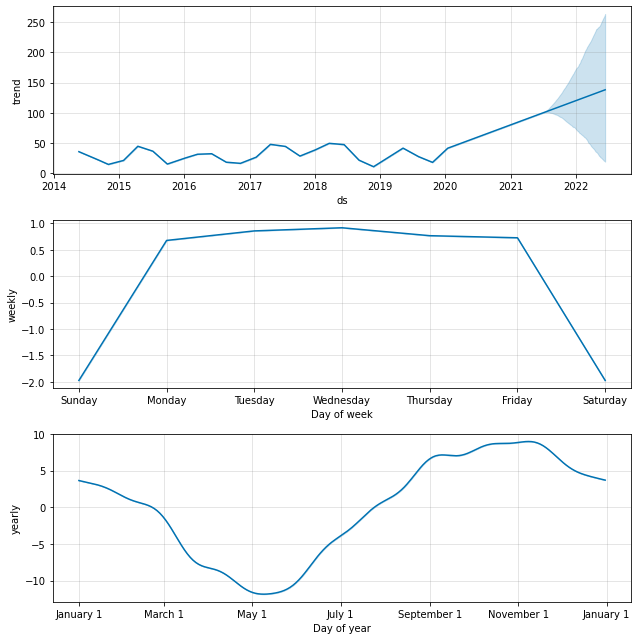 250
200
150
100
50
0
trend
2014 2015 2016 2017 2018 2019 2020 2021 2022
ds
1.0
0.5
0.0
−0.5
−1.0
−1.5
−2.0
weekly
Sunday Monday Tuesday Wednesday Thursday Friday Saturday
Day of week
10
5
0
−5
−10
yearly
January 1 March 1 May 1 July 1 September 1 November 1 January 1
Day of year